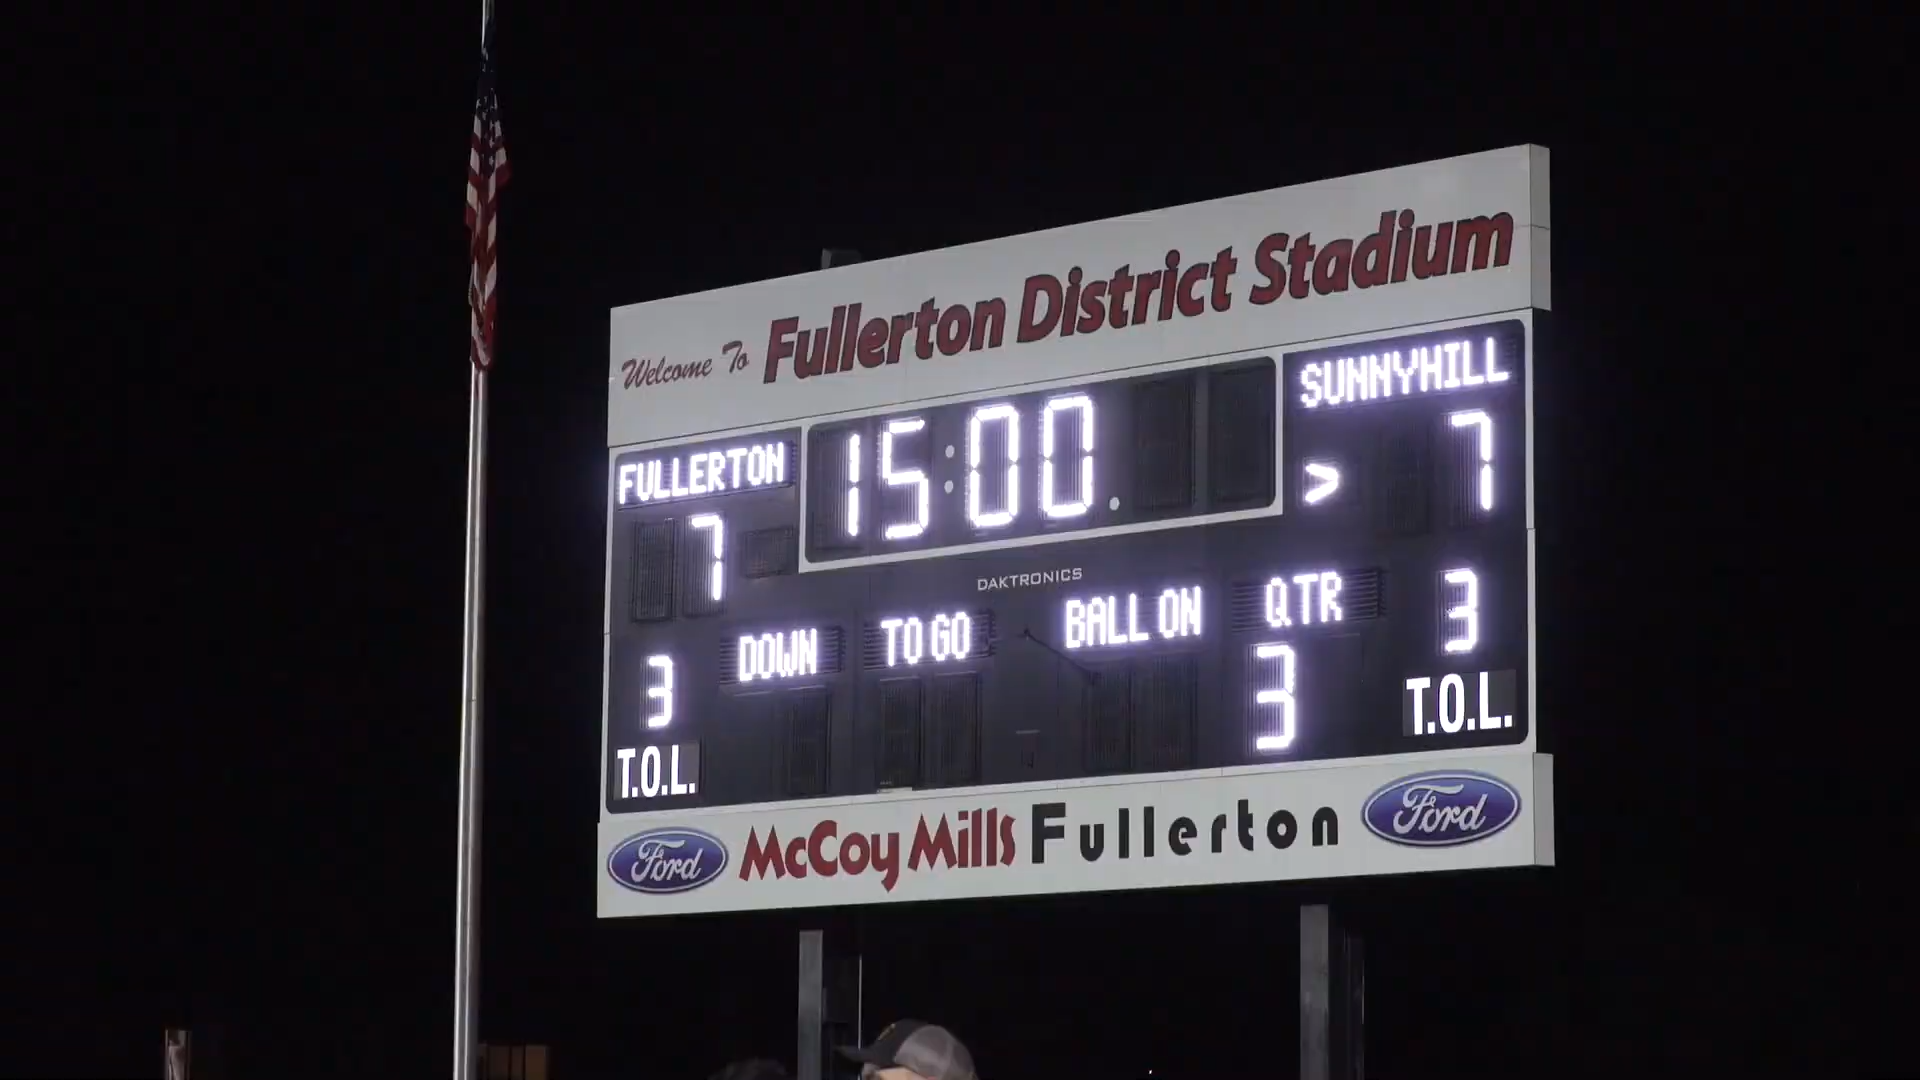 Welcome To Fullerton District Stadium
FULLERTON
15:00.
SUNNYHILL
7
> 7
DAKTRONICS
DOWN
TO GO
BALL ON
QTR
3
3
3
T.O.L.
T.O.L.
Ford
McCoy Mills Fullerton
Ford